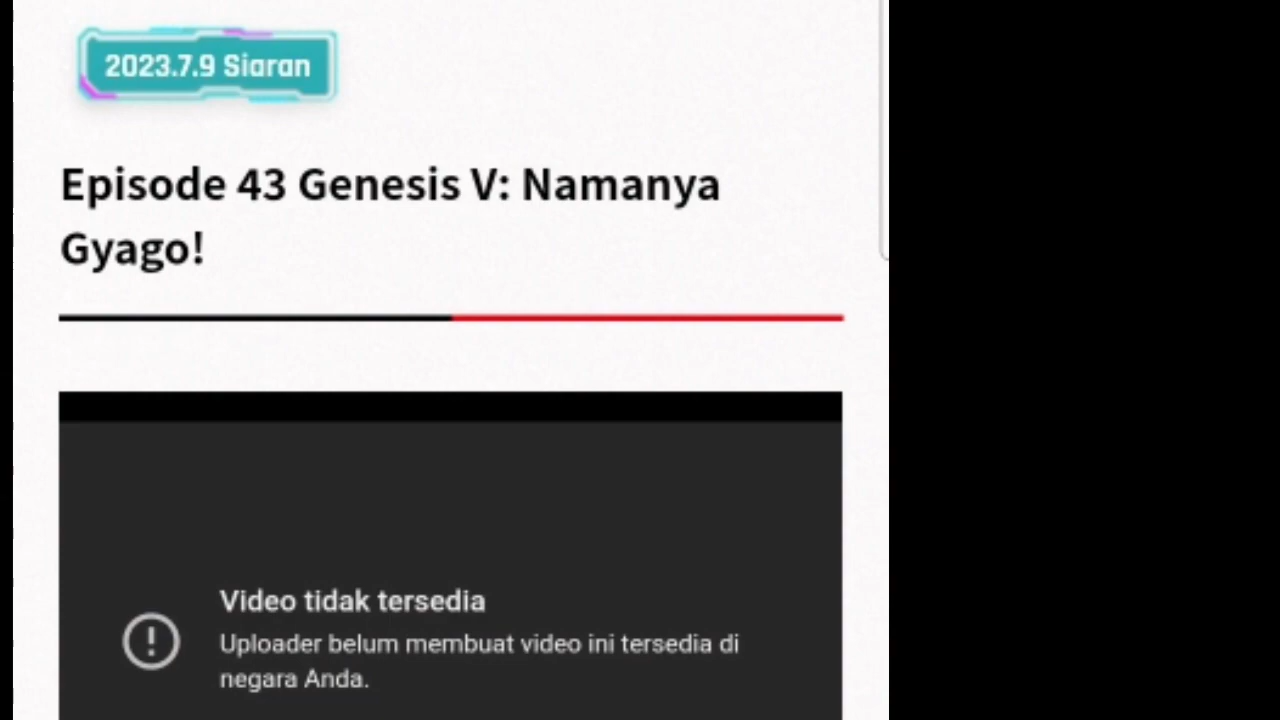 2023.7.9 Siaran
Episode 43 Genesis V: Namanya
Gyago!
Video tidak tersedia
Uploader belum membuat video ini tersedia di
negara Anda.